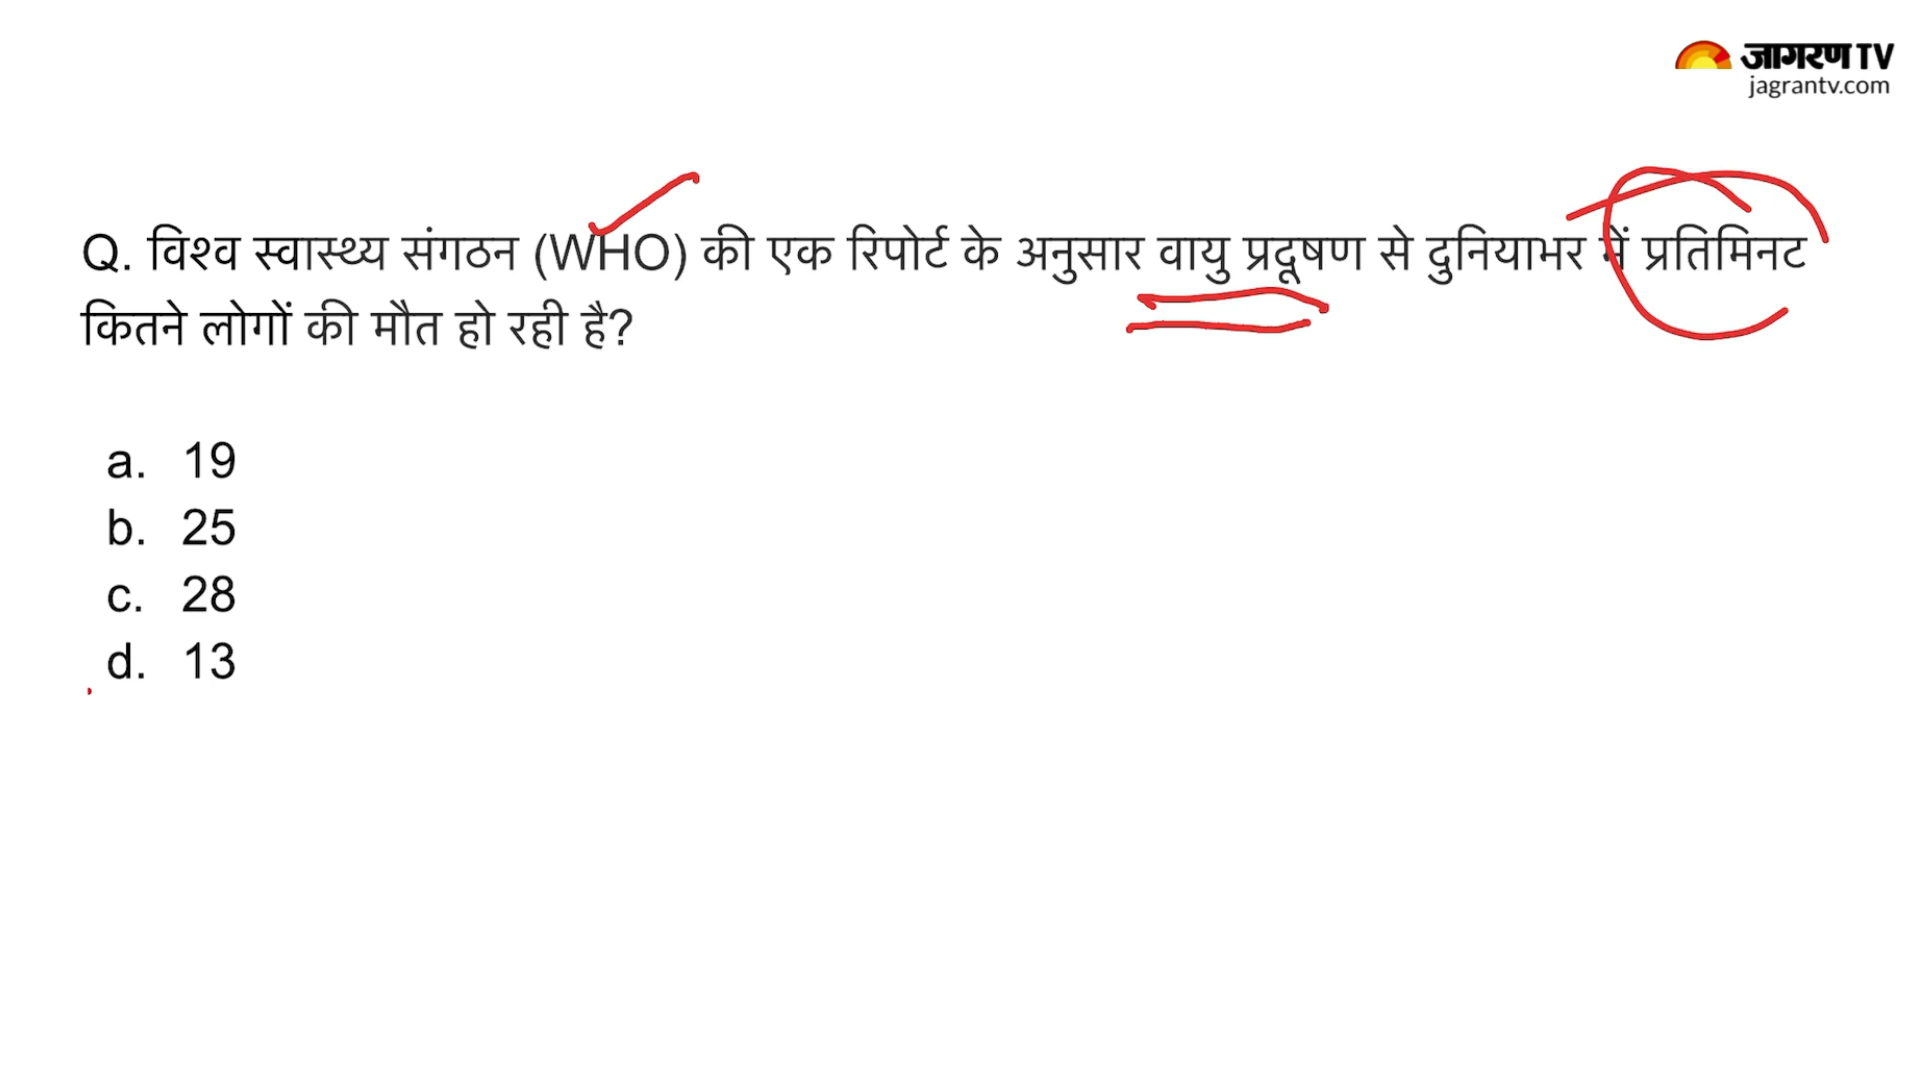 जागरण TV
jagrantv.com
Q. विश्व स्वास्थ्य संगठन (WHO) की एक रिपोर्ट के अनुसार वायु प्रदूषण से दुनियाभर में प्रतिमिनट
कितने लोगों की मौत हो रही है?
a. 19
b. 25
c. 28
d. 13